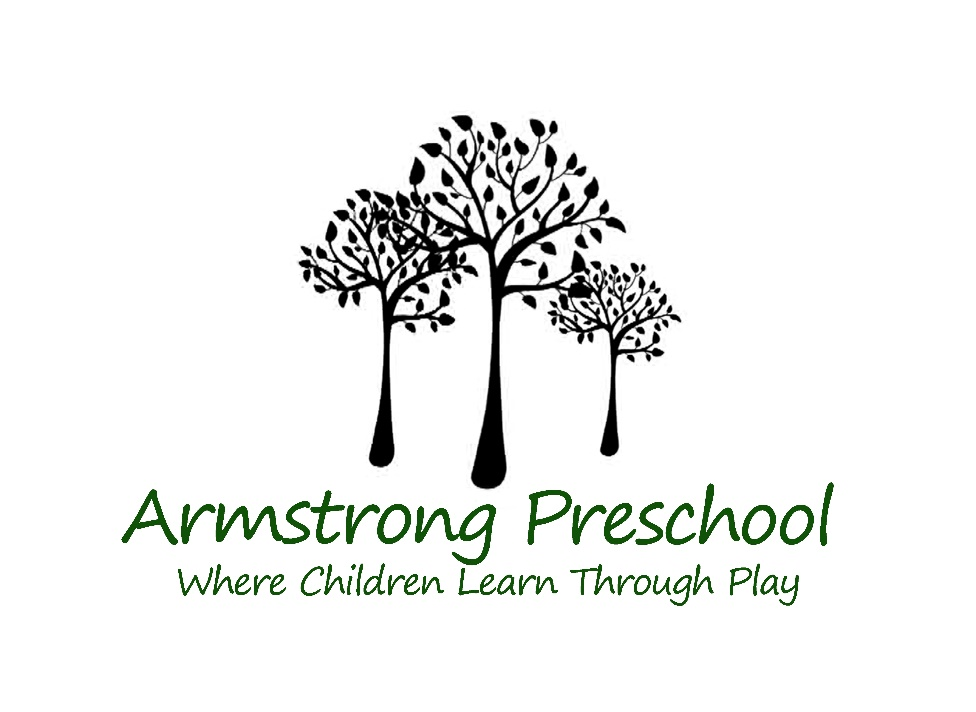 Armstrong Preschool
Where Children Learn Through Play